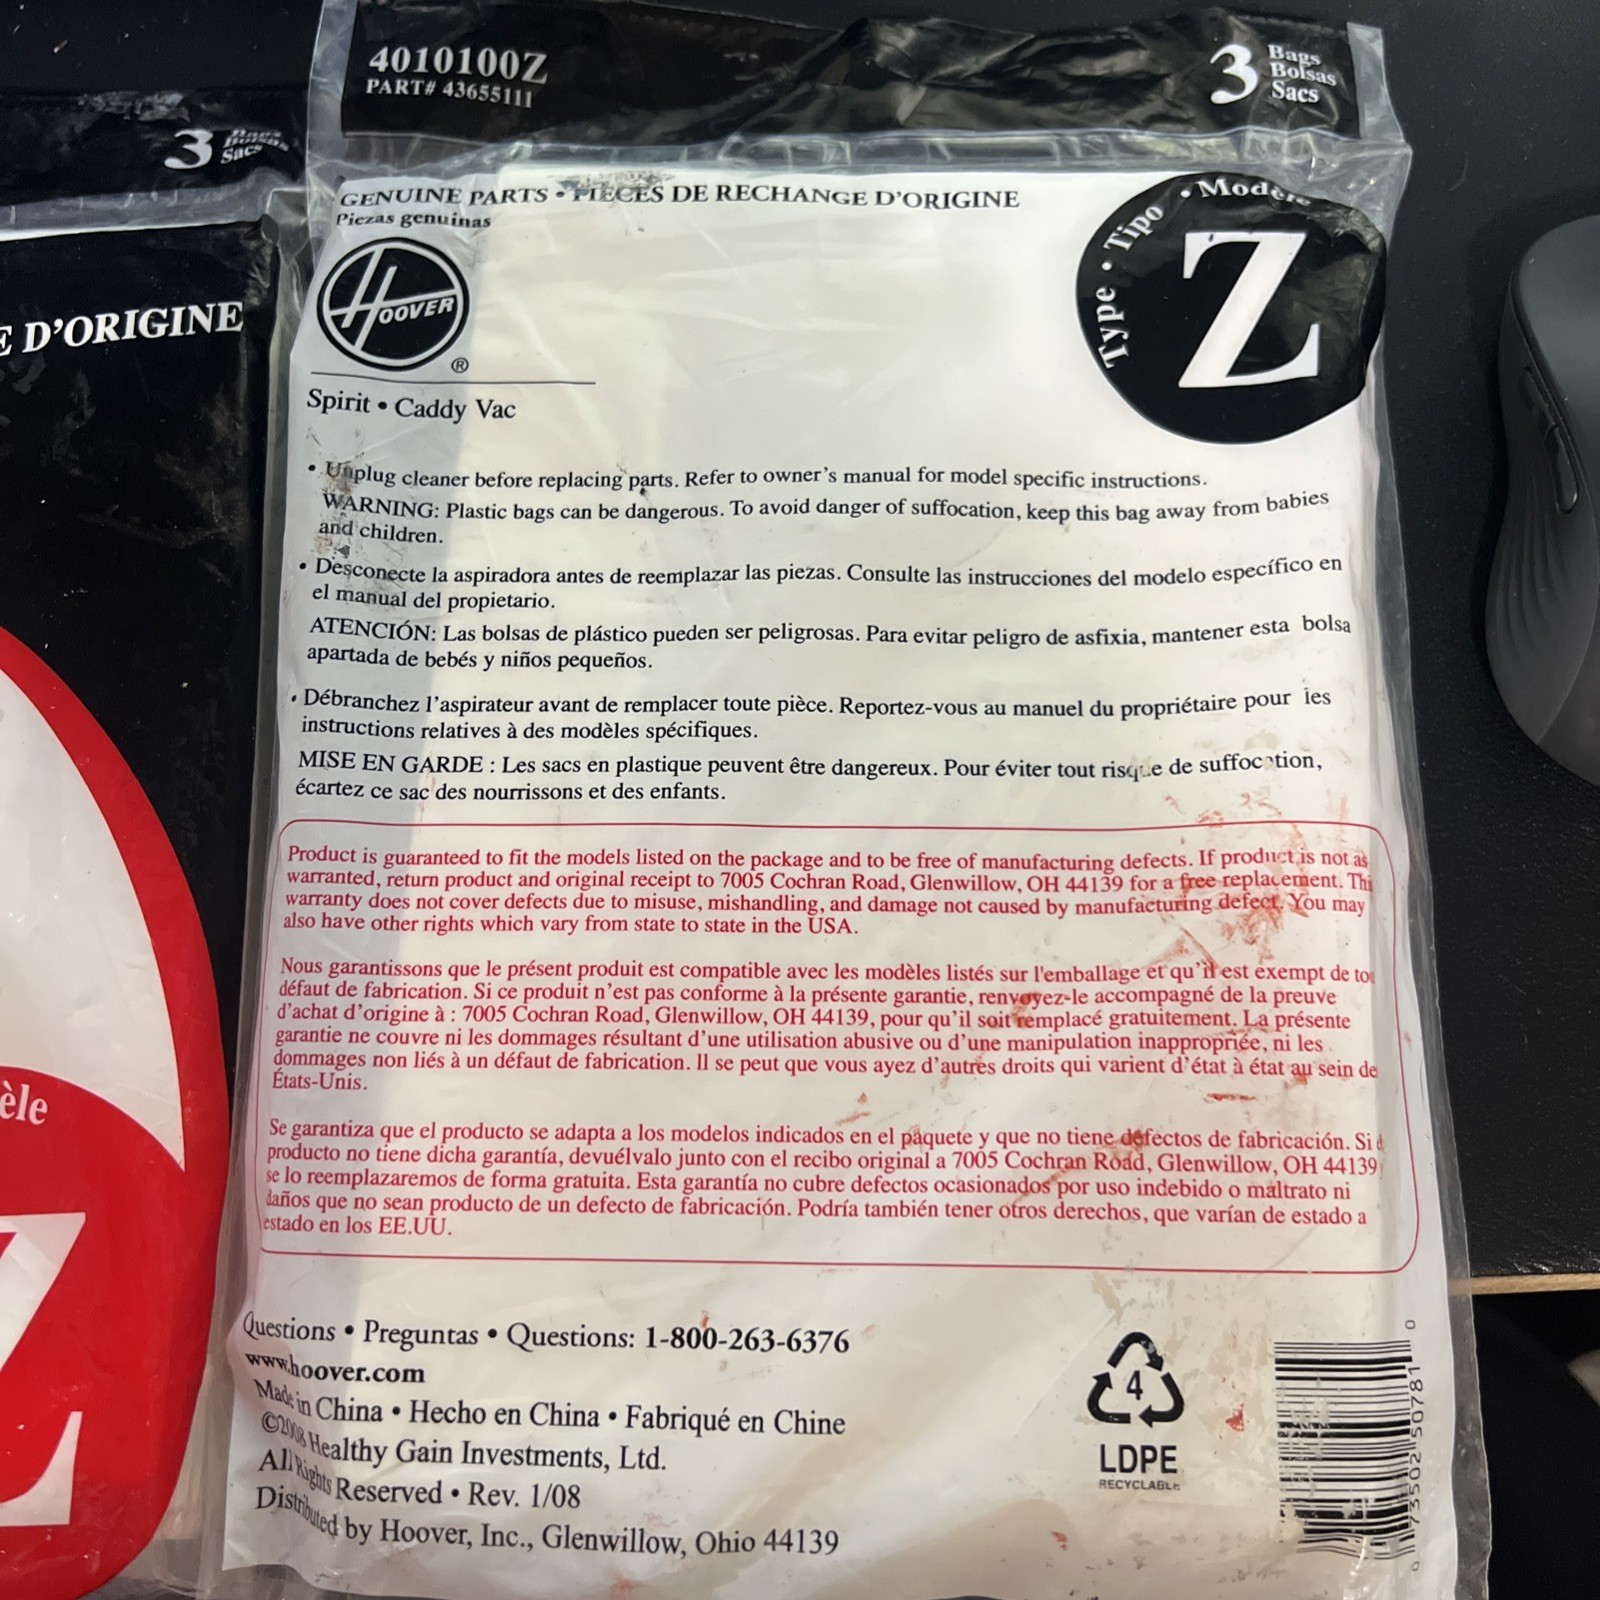 4010100Z
PART# 43655111
3 Bags
Bolsas
Sacs
3 Bags
Bolsas
Sacs
GENUINE PARTS • PIECES DE RECHANGE D'ORIGINE
Piezas genuinas
HOOVER
®
Type • Tipo • Modèle
Z
E D'ORIGINE
Spirit • Caddy Vac
• Unplug cleaner before replacing parts. Refer to owner's manual for model specific instructions.
WARNING: Plastic bags can be dangerous. To avoid danger of suffocation, keep this bag away from babies
and children.
• Desconecte la aspiradora antes de reemplazar las piezas. Consulte las instrucciones del modelo específico en
el manual del propietario.
ATENCIÓN: Las bolsas de plástico pueden ser peligrosas. Para evitar peligro de asfixia, mantener esta bolsa
apartada de bebés y niños pequeños.
• Débranchez l'aspirateur avant de remplacer toute pièce. Reportez-vous au manuel du propriétaire pour les
instructions relatives à des modèles spécifiques.
MISE EN GARDE : Les sacs en plastique peuvent être dangereux. Pour éviter tout risque de suffocation,
écartez ce sac des nourrissons et des enfants.
Product is guaranteed to fit the models listed on the package and to be free of manufacturing defects. If product is not as
warranted, return product and original receipt to 7005 Cochran Road, Glenwillow, OH 44139 for a free replacement. Thi
warranty does not cover defects due to misuse, mishandling, and damage not caused by manufacturing defect. You may
also have other rights which vary from state to state in the USA.
Nous garantissons que le présent produit est compatible avec les modèles listés sur l'emballage et qu'il est exempt de to
défaut de fabrication. Si ce produit n'est pas conforme à la présente garantie, renvoyez-le accompagné de la preuve
d'achat d'origine à : 7005 Cochran Road, Glenwillow, OH 44139, pour qu'il soit remplacé gratuitement. La présente
garantie ne couvre ni les dommages résultant d'une utilisation abusive ou d'une manipulation inappropriée, ni les
dommages non liés à un défaut de fabrication. Il se peut que vous ayez d'autres droits qui varient d'état à état au sein de
États-Unis.
Se garantiza que el producto se adapta a los modelos indicados en el paquete y que no tiene defectos de fabricación. Si
producto no tiene dicha garantía, devuélvalo junto con el recibo original a 7005 Cochran Road, Glenwillow, OH 44139
se lo reemplazaremos de forma gratuita. Esta garantía no cubre defectos ocasionados por uso indebido o maltrato ni
daños que no sean producto de un defecto de fabricación. Podría también tener otros derechos, que varían de estado a
estado en los EE.UU.
èle
Z
Questions • Preguntas • Questions: 1-800-263-6376
www.hoover.com
Made in China • Hecho en China • Fabriqué en Chine
©2008 Healthy Gain Investments, Ltd.
All Rights Reserved • Rev. 1/08
Distributed by Hoover, Inc., Glenwillow, Ohio 44139
4
LDPE
RECYCLABLE
0 73502 50781 0